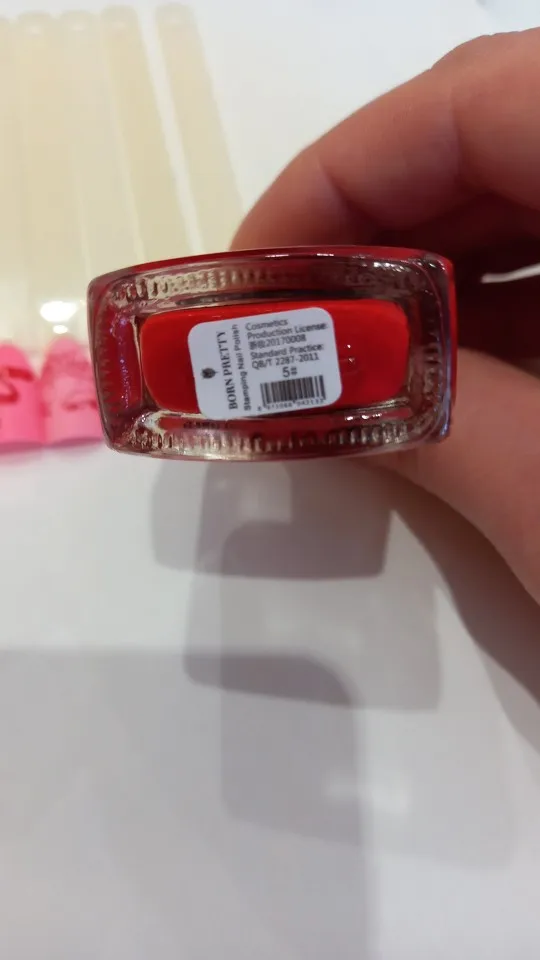 BORN PRETTY
Stamping Nail Polish
Cosmetics
Production License:
20170008
Standard Practice:
QB/T 2287-2011
5#